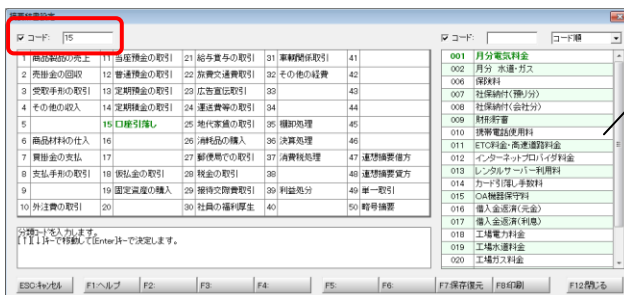 摘要辞書設定
コード: 15
コード: コード順
1 商品製品の売上 11 当座預金の取引 21 給与賞与の取引 31 車輌関係取引 41
2 売掛金の回収 12 普通預金の取引 22 旅費交通費取引 32 その他の経費 42
3 受取手形の取引 13 定期預金の取引 23 広告宣伝取引 33 43
4 その他の収入 14 定期積金の取引 24 運送費等の取引 34 44
5 15 口座引落し 25 地代家賃の取引 35 棚卸処理 45
6 商品材料の仕入 16 26 消耗品の購入 36 決算処理 46
7 買掛金の支払 17 27 郵便局での取引 37 消費税処理 47 連想摘要借方
8 支払手形の取引 18 仮払金の取引 28 税金の取引 38 48 連想摘要貸方
9 19 固定資産の購入 29 接待交際費取引 39 利益処分 49 単一取引
10 外注費の取引 20 30 社員の福利厚生 40 50 略号摘要
001 月分電気料金
002 月分 水道・ガス
006 保険料
007 社保納付(預り分)
008 社保納付(会社分)
009 財形貯蓄
010 携帯電話使用料
011 ETC料金・高速道路料金
012 インターネットプロバイダ料金
013 レンタルサーバー利用料
014 カード引落し手数料
015 OA機器保守料
016 借入金返済(元金)
017 借入金返済(利息)
018 工場電力料金
019 工場水道料金
020 工場ガス料金
分類コードを入力します。
[↑][↓]キーで移動して[Enter]キーで決定します。
ESC:キャンセル F1:ヘルプ F2: F3: F4: F5: F6: F7:保存復元 F8:印刷 F12:閉じる